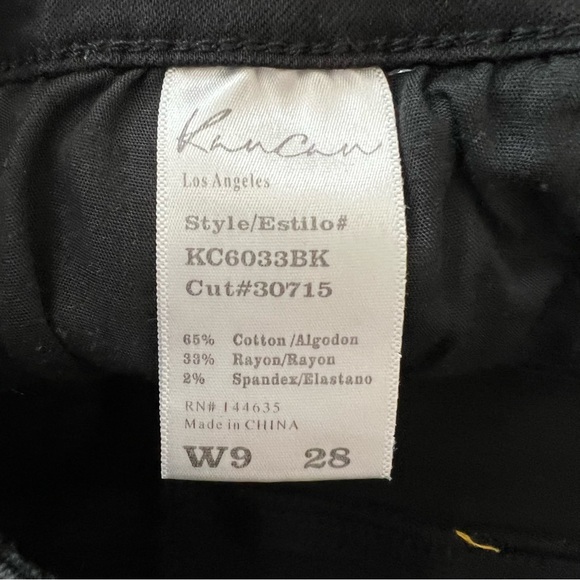 KanCan
Los Angeles
Style/Estilo#
KC6033BK
Cut#30715
65% Cotton/Algodon
33% Rayon/Rayon
2% Spandex/Elastano
RN# 144635
Made in CHINA
W9 28